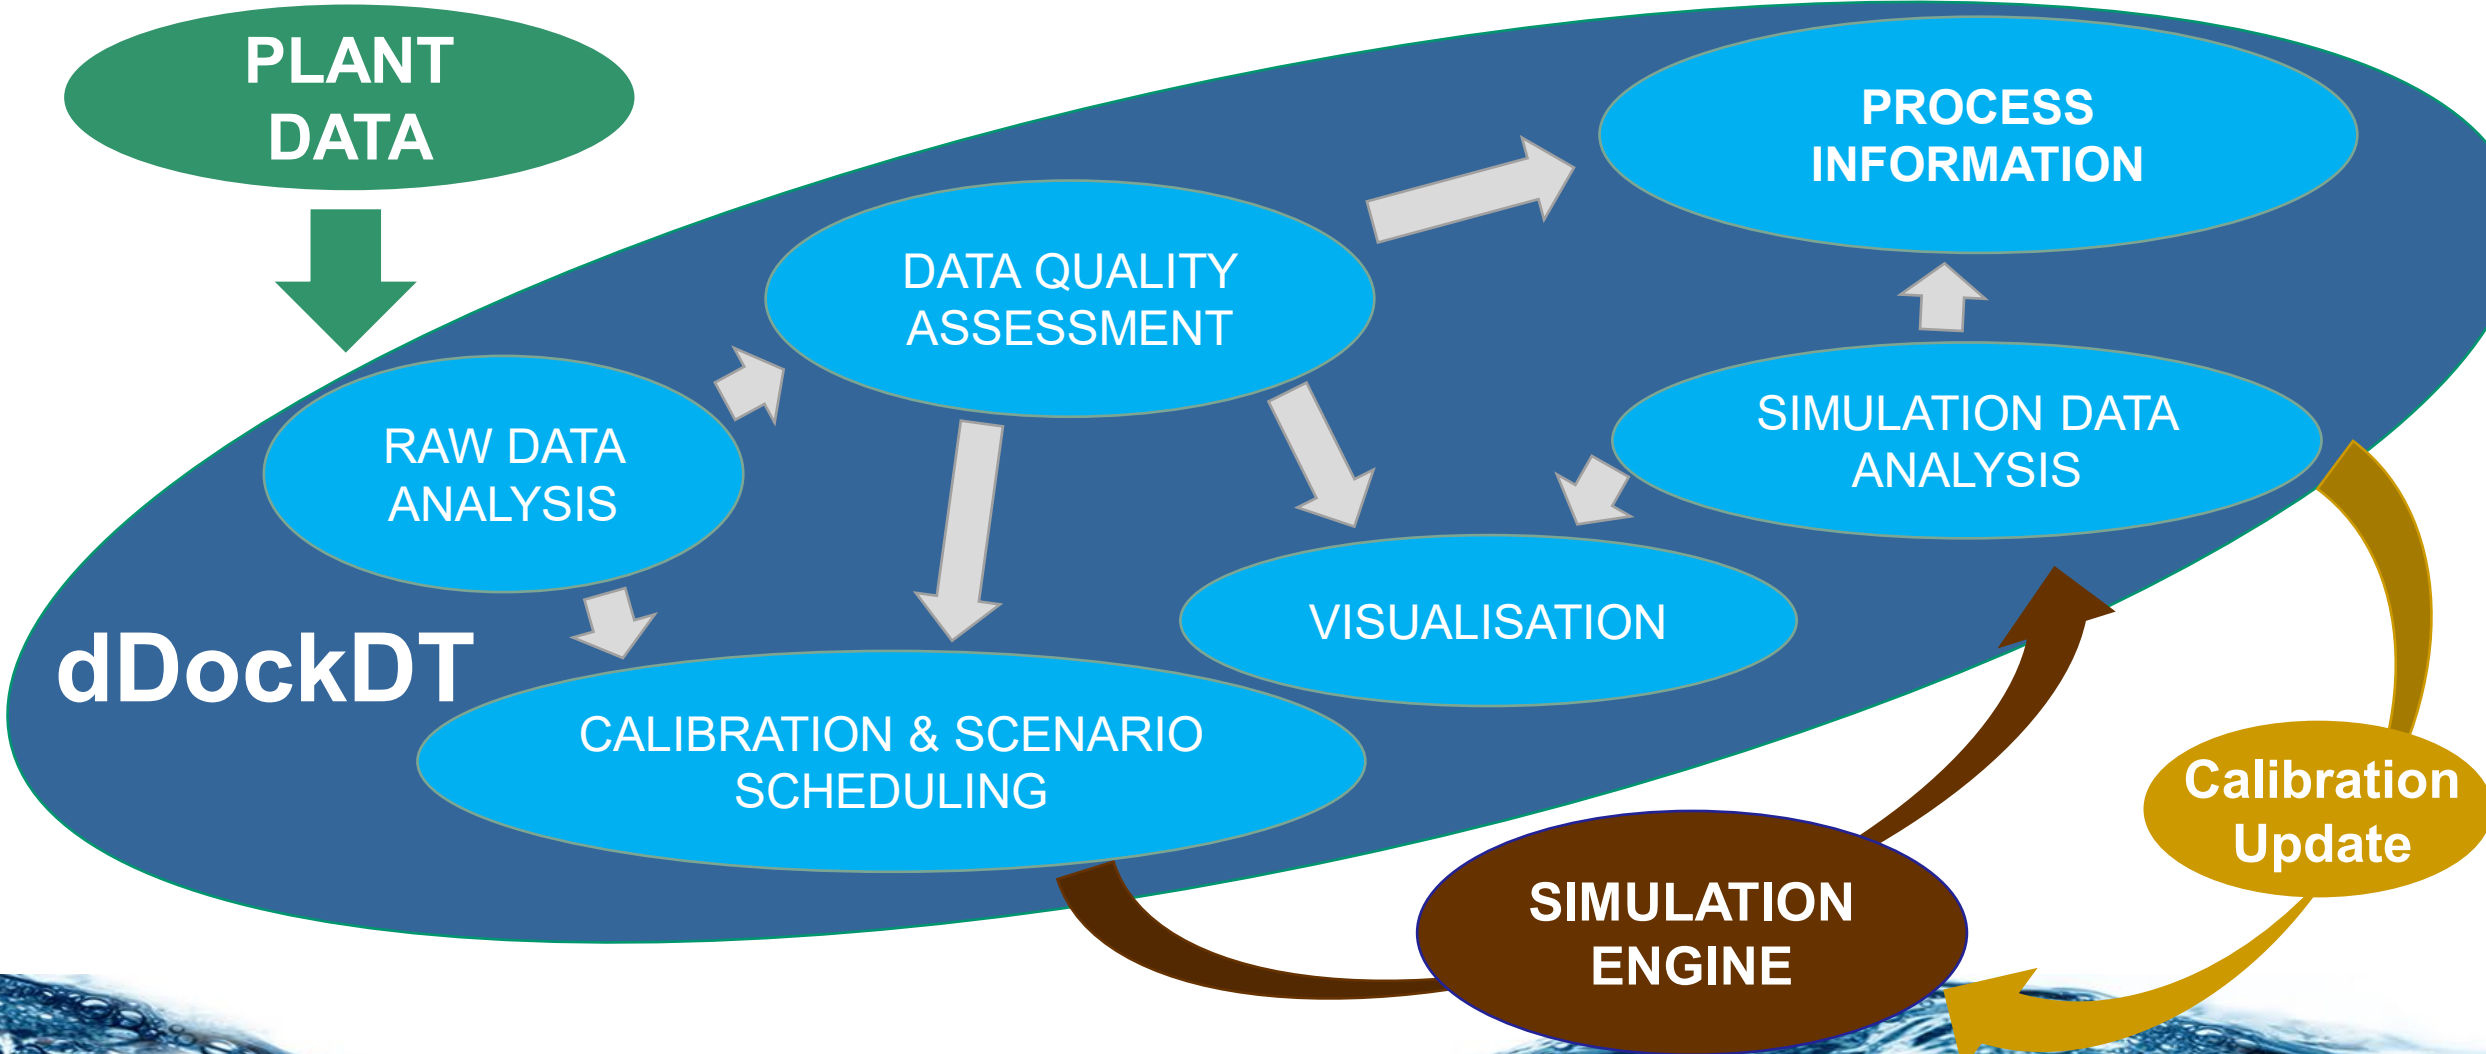 PLANT
DATA
PROCESS
INFORMATION
DATA QUALITY
ASSESSMENT
RAW DATA
ANALYSIS
SIMULATION DATA
ANALYSIS
VISUALISATION
dDockDT
CALIBRATION & SCENARIO
SCHEDULING
Calibration
Update
SIMULATION
ENGINE